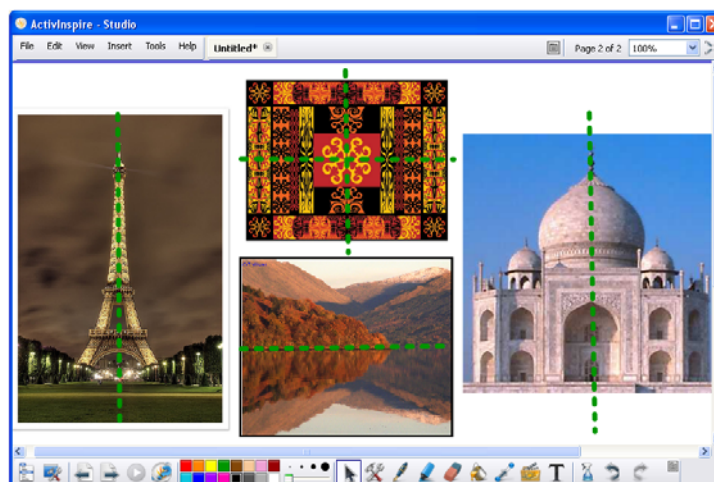 ActivInspire - Studio
File Edit View Insert Tools Help Untitled* Page 2 of 2 100%
T